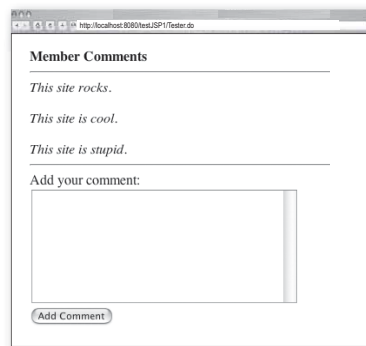 http://localhost:8080/testJSP1/Tester.do
Member Comments
This site rocks.
This site is cool.
This site is stupid.
Add your comment:
Add Comment